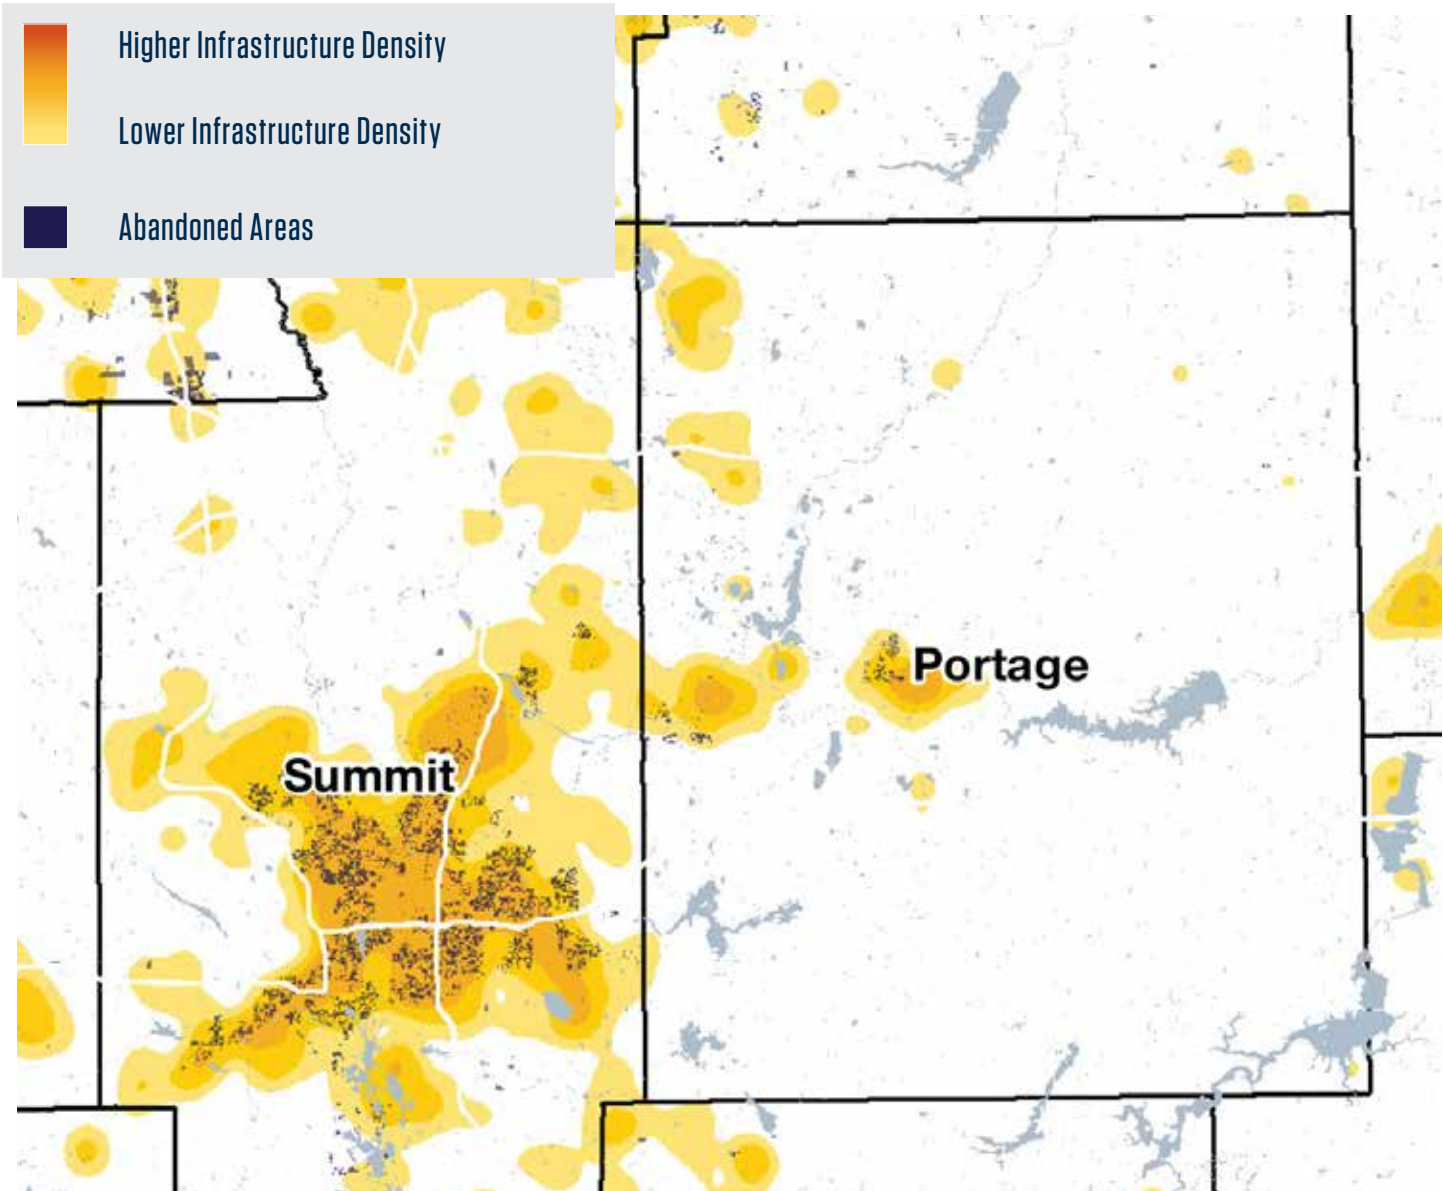 Higher Infrastructure Density
Lower Infrastructure Density
Abandoned Areas
Portage
Summit